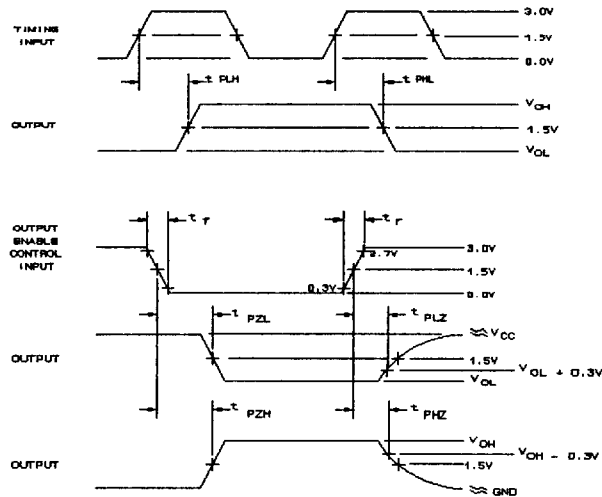 TIMING
INPUT
3.0V
1.5V
0.0V
t PLH
t PHL
OUTPUT
VOH
1.5V
VOL
OUTPUT
ENABLE
CONTROL
INPUT
t f
t r
3.0V
2.7V
1.5V
0.3V
0.0V
t PZL
t PLZ
OUTPUT
≈ VCC
1.5V
VOL + 0.3V
VOL
t PZH
t PHZ
OUTPUT
VOH
VOH - 0.3V
1.5V
≈ GND